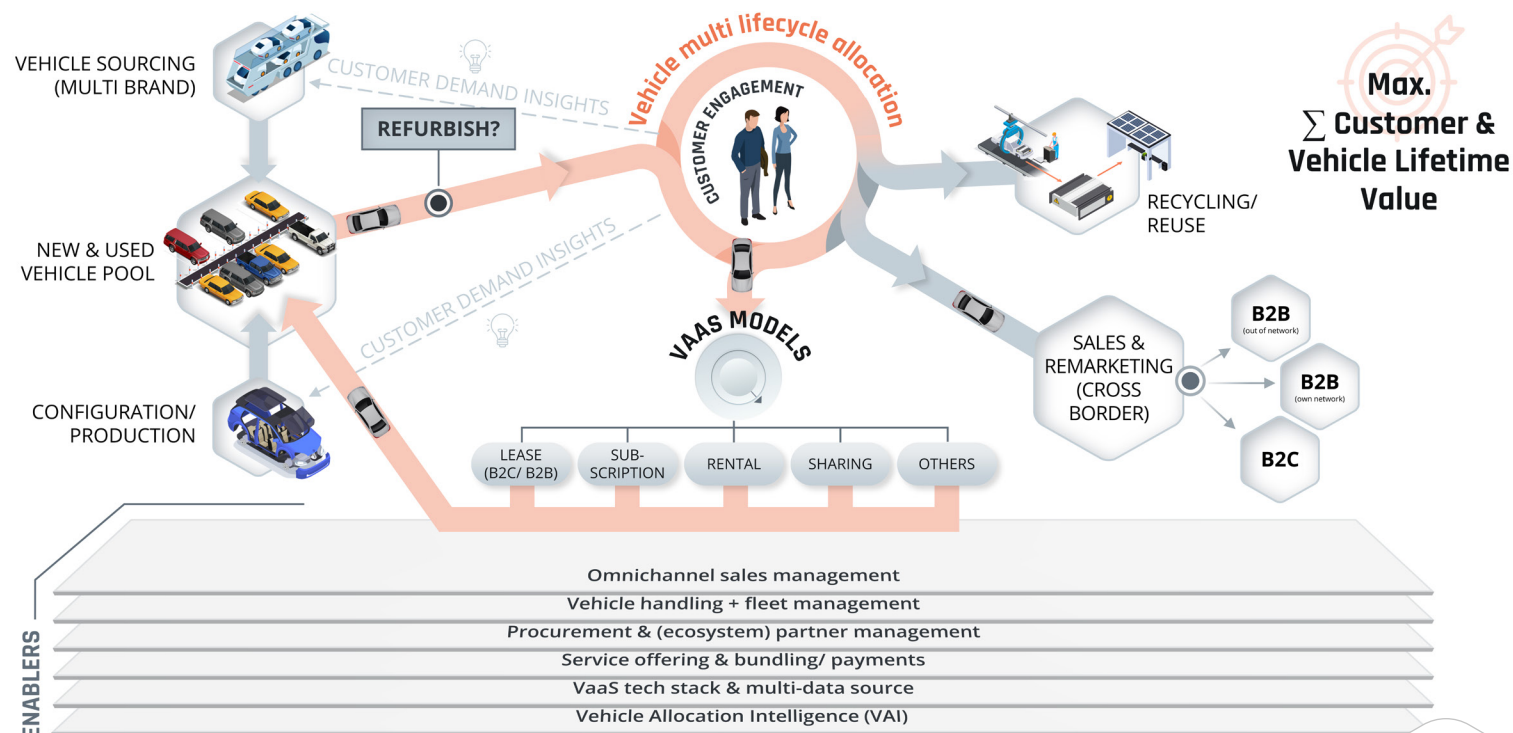 VEHICLE SOURCING
(MULTI BRAND)
CUSTOMER DEMAND INSIGHTS
REFURBISH?
Vehicle multi lifecycle allocation
CUSTOMER ENGAGEMENT
Max.
∑ Customer &
Vehicle Lifetime
Value
RECYCLING/
REUSE
NEW & USED
VEHICLE POOL
CUSTOMER DEMAND INSIGHTS
VAAS MODELS
SALES &
REMARKETING
(CROSS
BORDER)
B2B
(out of network)
B2B
(own network)
B2C
CONFIGURATION/
PRODUCTION
LEASE
(B2C/ B2B)
SUB-
SCRIPTION
RENTAL
SHARING
OTHERS
ENABLERS
Omnichannel sales management
Vehicle handling + fleet management
Procurement & (ecosystem) partner management
Service offering & bundling/ payments
VaaS tech stack & multi-data source
Vehicle Allocation Intelligence (VAI)